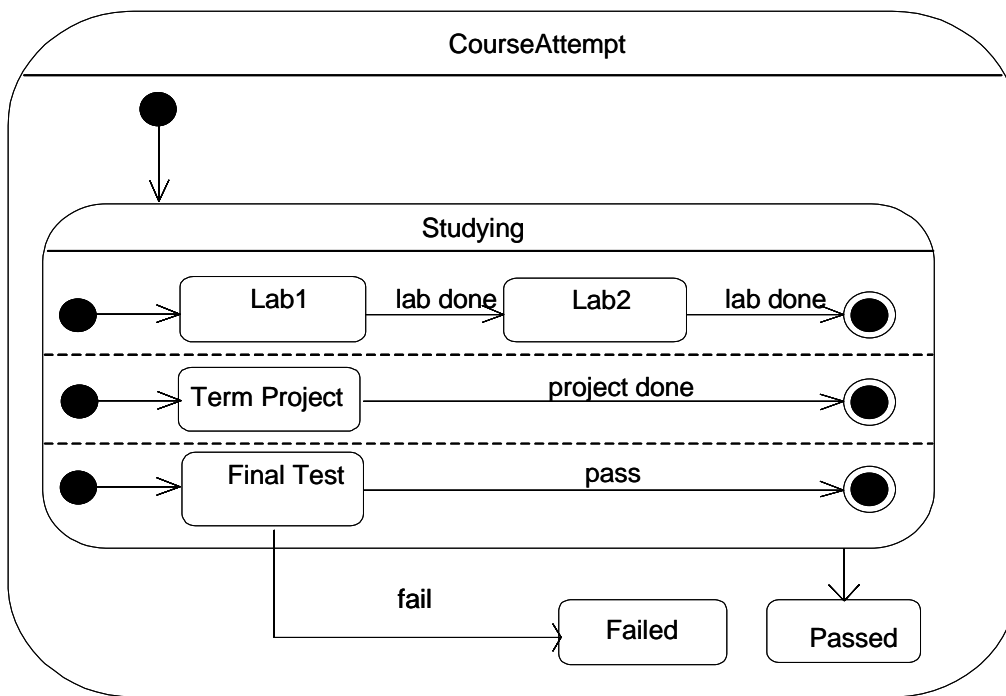 CourseAttempt
Studying
Lab1 lab done Lab2 lab done
Term Project project done
Final Test pass
fail
Failed Passed